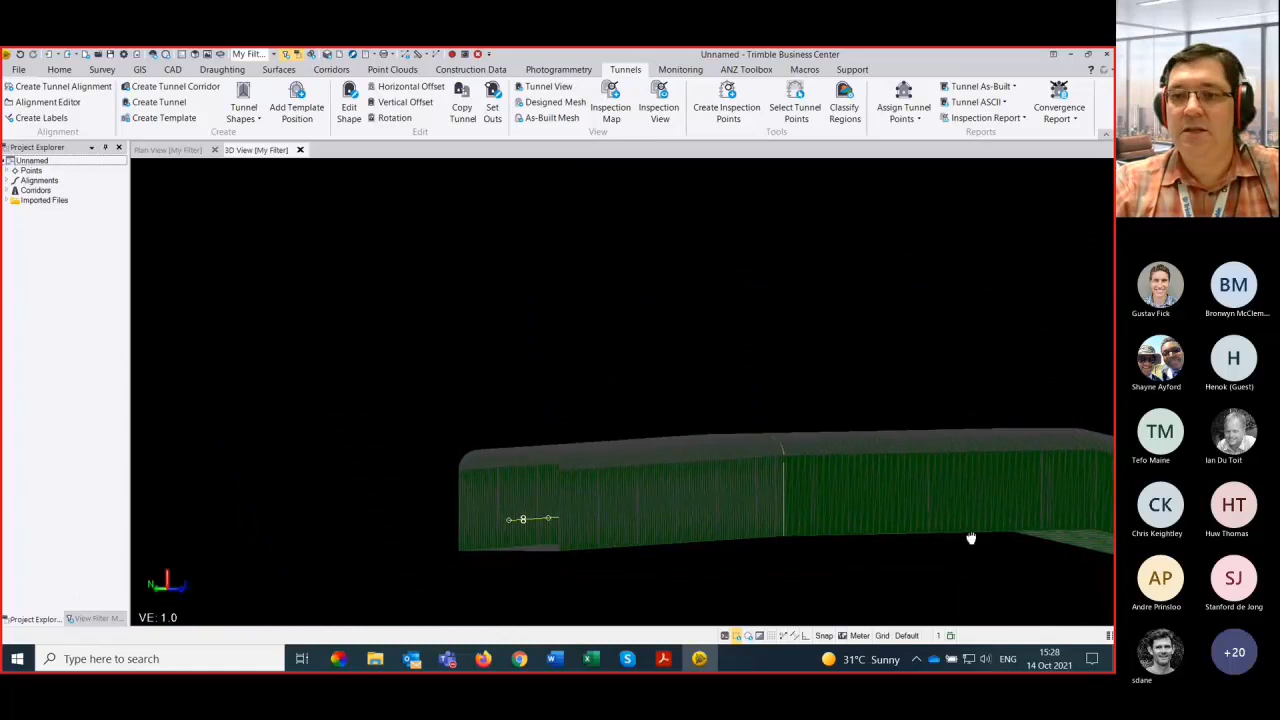 My Filt...
Unnamed - Trimble Business Center
File Home Survey GIS CAD Draughting Surfaces Corridors Point Clouds Construction Data Photogrammetry Tunnels Monitoring ANZ Toolbox Macros Support
Create Tunnel Alignment
Alignment Editor
Create Labels
Alignment
Create Tunnel Corridor
Create Tunnel
Create Template
Tunnel Shapes
Add Template Position
Create
Edit Shape
Horizontal Offset
Vertical Offset
Rotation
Copy Tunnel
Set Outs
Edit
Tunnel View
Designed Mesh
As-Built Mesh
Inspection Map
Inspection View
View
Create Inspection Points
Select Tunnel Points
Classify Regions
Tools
Assign Tunnel Points
Tunnel As-Built
Tunnel ASCII
Inspection Report
Convergence Report
Reports
Project Explorer
Unnamed
Points
Alignments
Corridors
Imported Files
Plan View [My Filter]
3D View [My Filter]
N
VE: 1.0
Project Explor...
View Filter M...
Snap Meter Grid Default 1
Type here to search
31°C Sunny
ENG
15:28
14 Oct 2021
Gustav Fick
BM
Bronwyn McClem...
Shayne Ayford
H
Henok (Guest)
TM
Tefo Maine
Ian Du Toit
CK
Chris Keightley
HT
Huw Thomas
AP
Andre Prinsloo
SJ
Stanford de Jong
sdane
+20